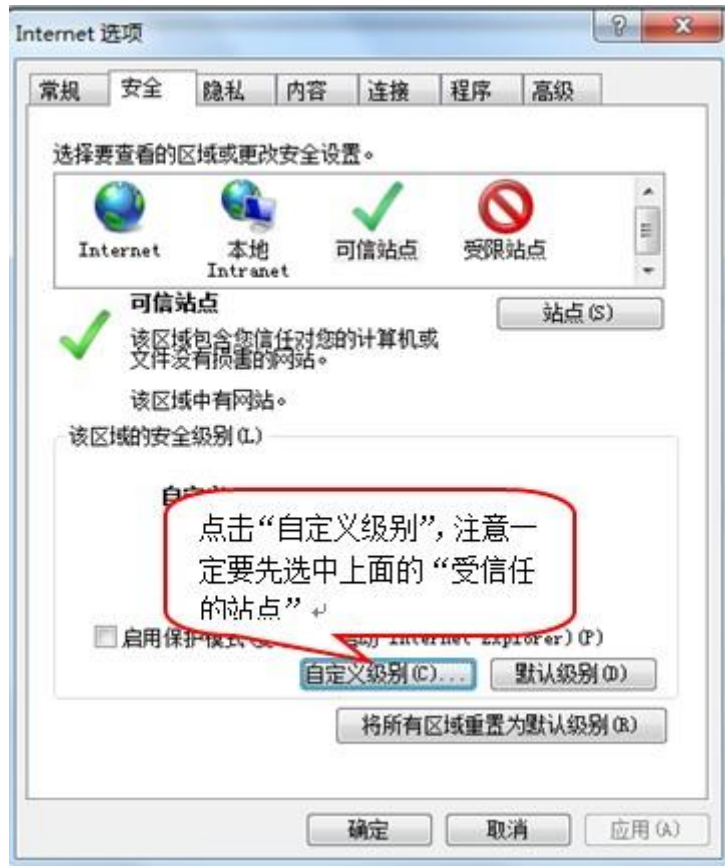 Internet 选项
常规 安全 隐私 内容 连接 程序 高级
选择要查看的区域或更改安全设置。
Internet 本地 可信站点 受限站点
Intranet
可信站点
站点(S)
该区域包含您信任对您的计算机或
文件没有损害的网站。
该区域中有网站。
该区域的安全级别(L)
点击“自定义级别”，注意一
定要先选中上面的“受信任
的站点”
启用保护模式 Internet Explorer)(P)
自定义级别(C)... 默认级别(D)
将所有区域重置为默认级别(R)
确定 取消 应用(A)